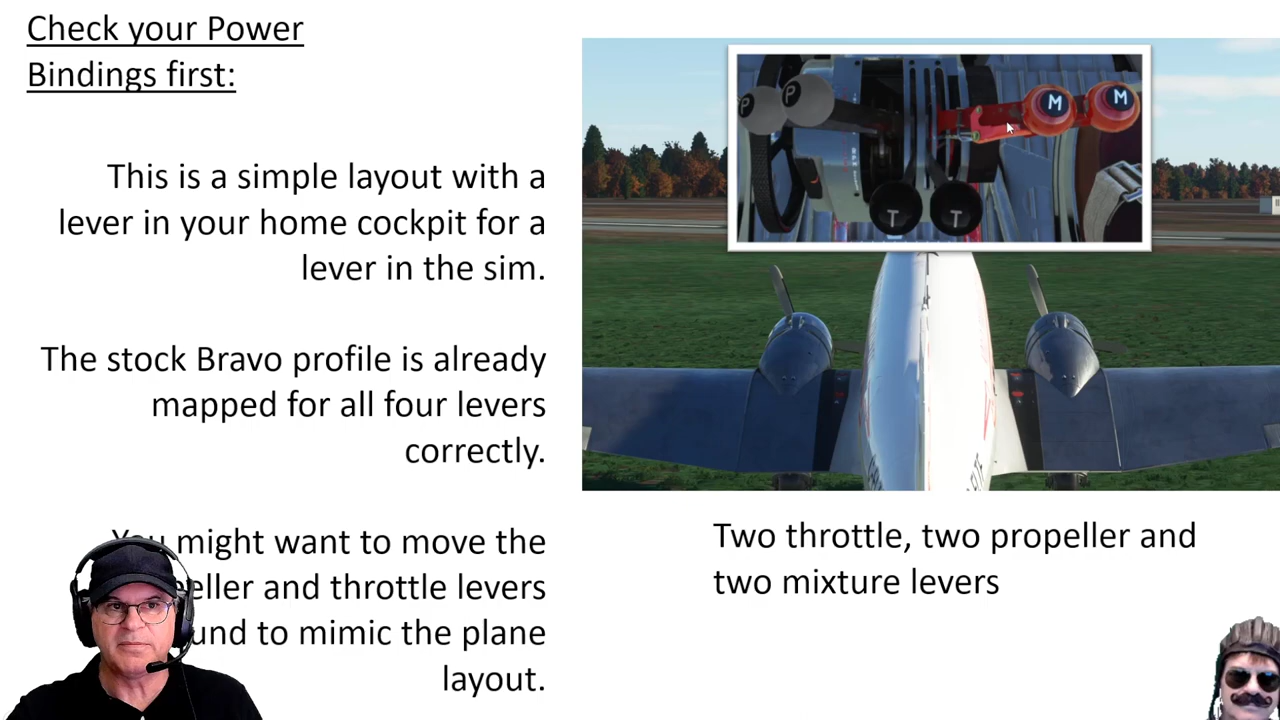 Check your Power
Bindings first:
This is a simple layout with a
lever in your home cockpit for a
lever in the sim.
The stock Bravo profile is already
mapped for all four levers
correctly.
You might want to move the
and throttle levers
to mimic the plane
layout.
P P M M
T T
Two throttle, two propeller and
two mixture levers